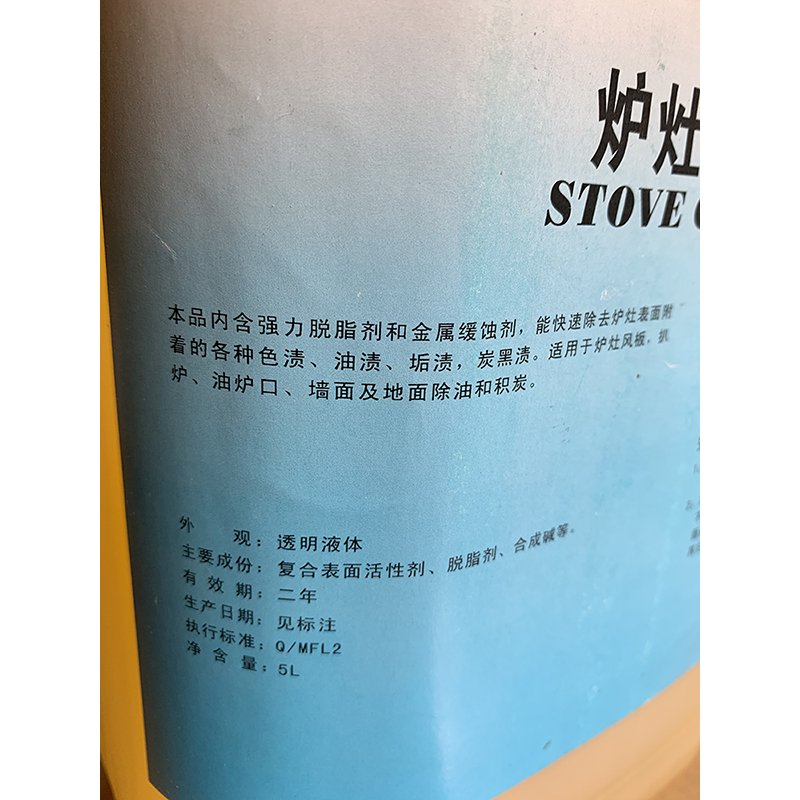 炉灶
STOVE
本品内含强力脱脂剂和金属缓蚀剂，能快速除去炉灶表面附
着的各种色渍、油渍、垢渍，炭黑渍。适用于炉灶风板，扒
炉、油炉口、墙面及地面除油和积炭。
外 观：透明液体
主要成份：复合表面活性剂、脱脂剂、合成碱等。
有效期：二年
生产日期：见标注
执行标准：Q/MFL2
净含量：5L